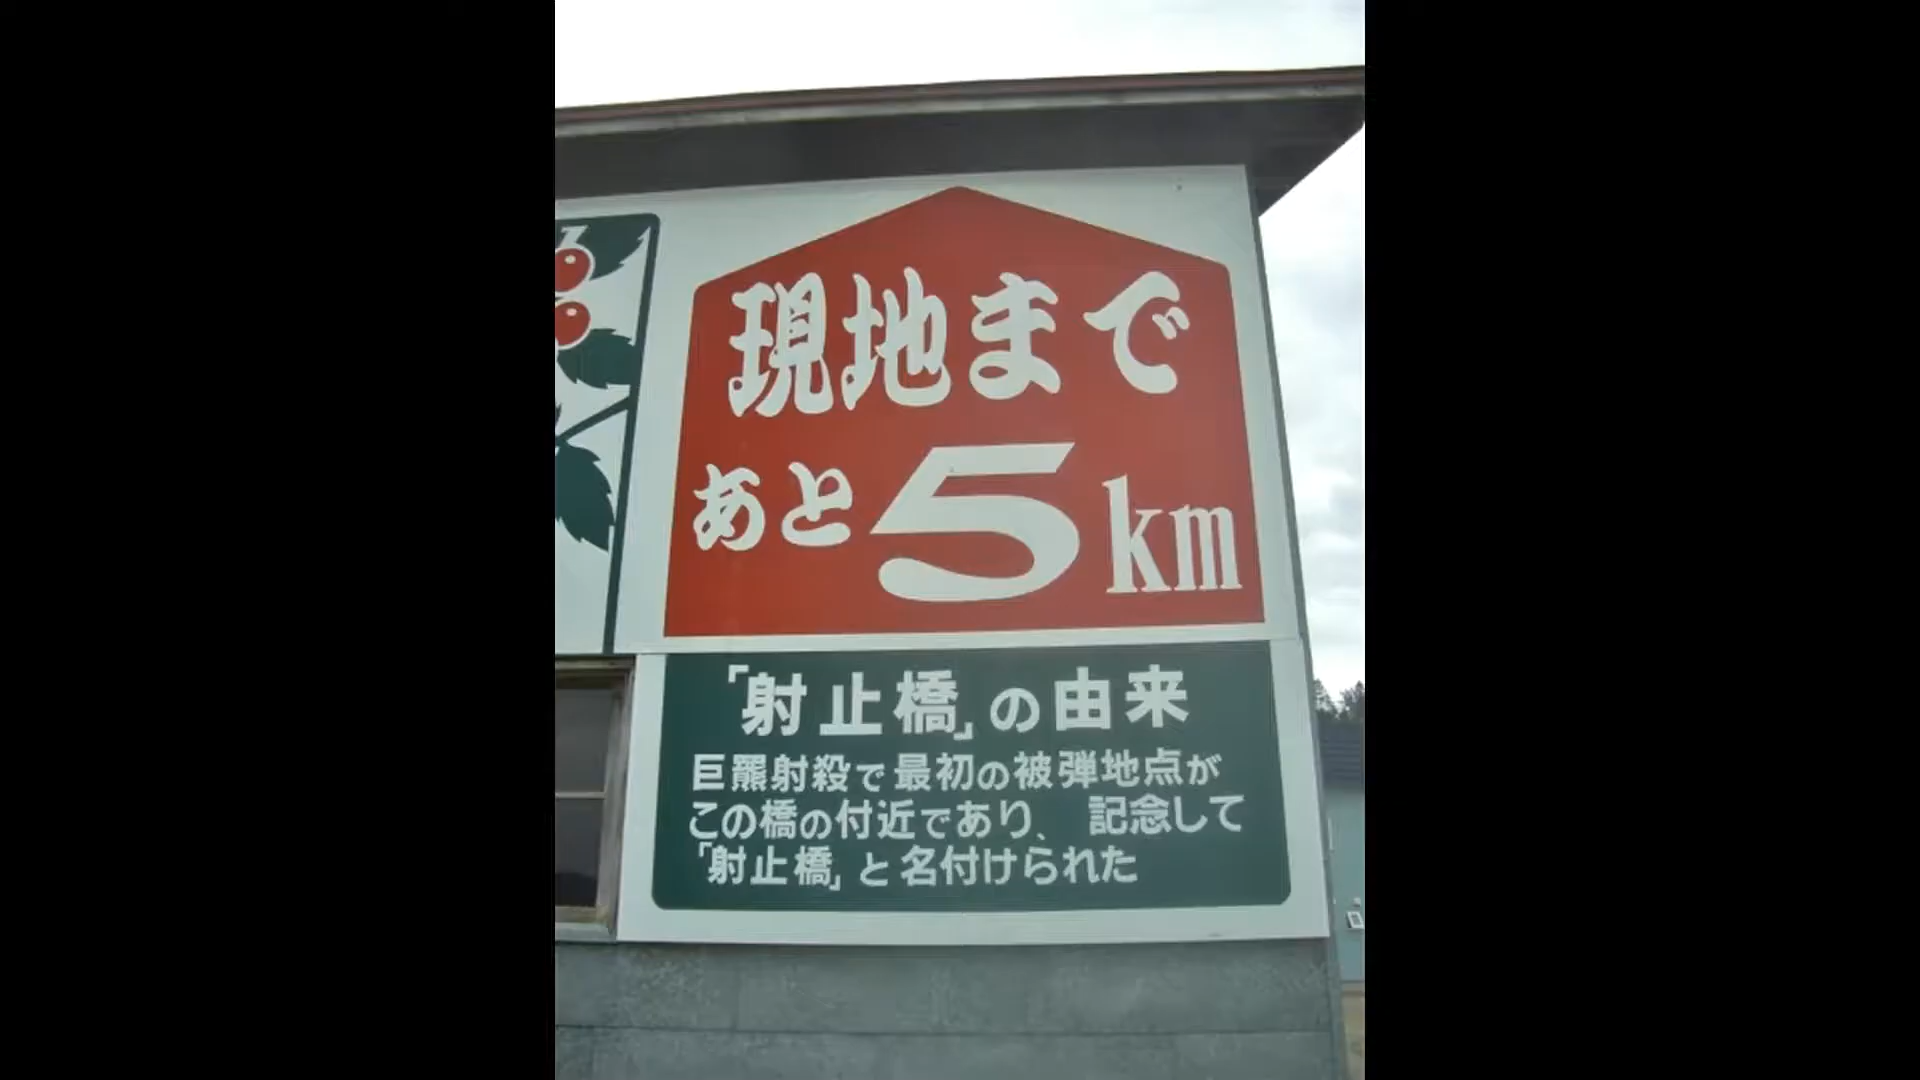 現地まで
あと5km
「射止橋」の由来
巨羆射殺で最初の被弾地点が
この橋の付近であり、記念して
「射止橋」と名付けられた